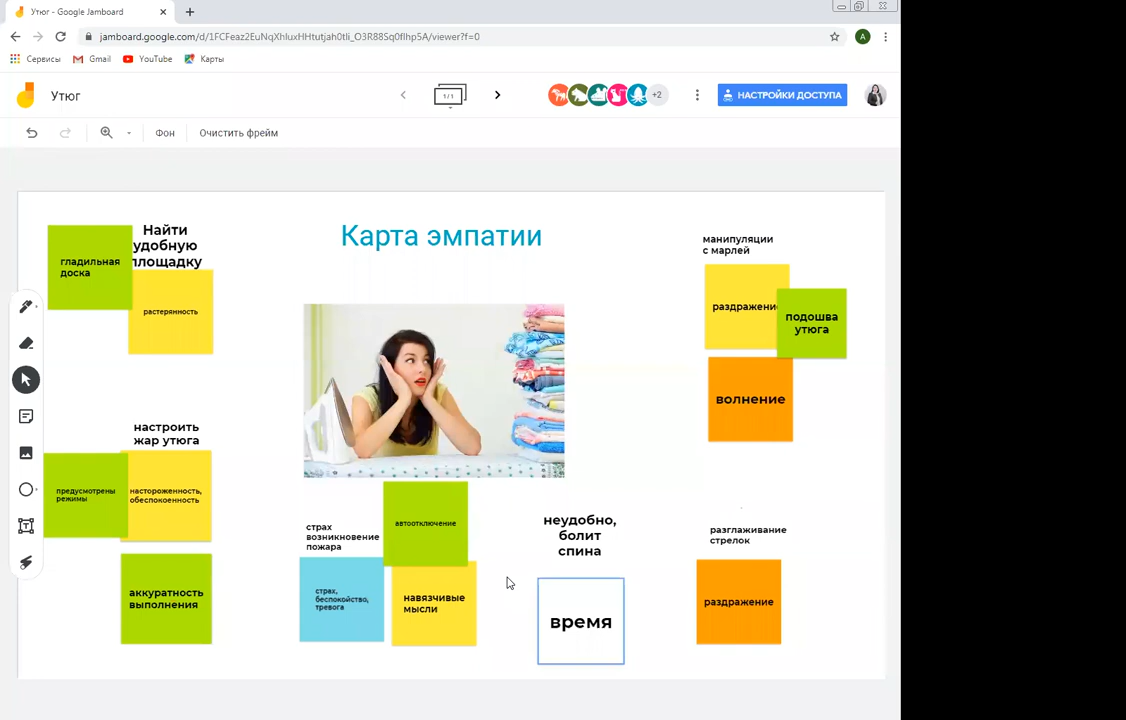 Утюг - Google Jamboard
jamboard.google.com/d/1FCFeaz2EuNqXhluxHHtutjah0tli_O3R88Sq0flhp5A/viewer?f=0
A
Сервисы
Gmail
YouTube
Карты
Утюг
1/1
+2
НАСТРОЙКИ ДОСТУПА
Фон
Очистить фрейм
Карта эмпатии
Найти
удобную
площадку
гладильная
доска
растерянность
настроить
жар утюга
предусмотрены
режимы
настороженность,
обеспокоенность
аккуратность
выполнения
страх
возникновение
пожара
автоотключение
страх,
беспокойство,
тревога
навязчивые
мысли
неудобно,
болит
спина
время
манипуляции
с марлей
раздражение
подошва
утюга
волнение
разглаживание
стрелок
раздражение